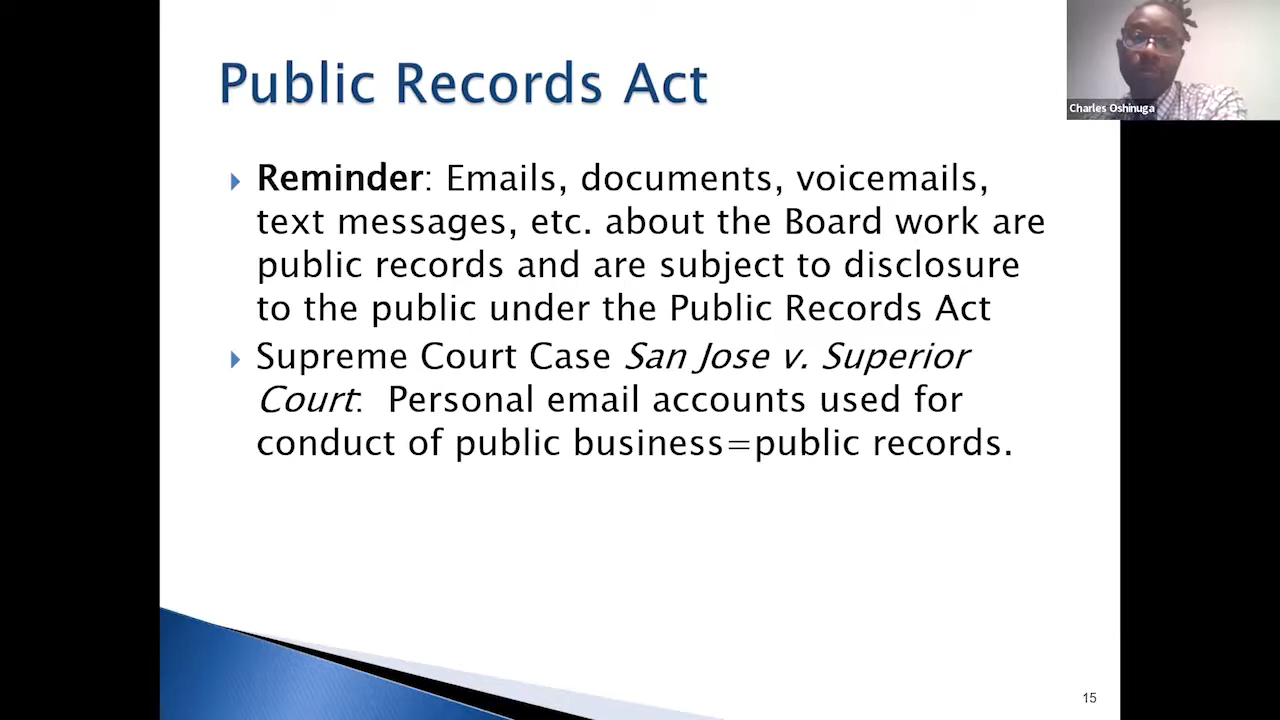 Public Records Act
Charles Oshinuga
Reminder: Emails, documents, voicemails,
text messages, etc. about the Board work are
public records and are subject to disclosure
to the public under the Public Records Act
Supreme Court Case San Jose v. Superior
Court: Personal email accounts used for
conduct of public business=public records.
15